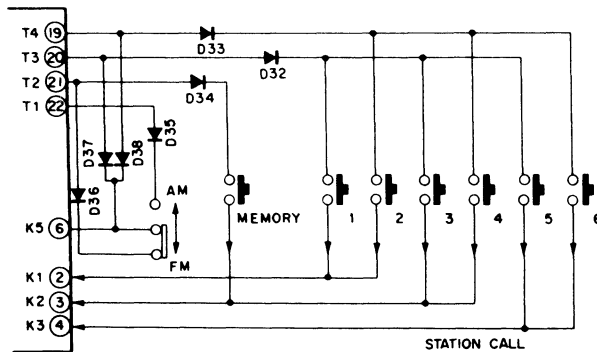 T4 19
D33
T3 20
D32
T2 21
D34
T1 22
D35
D37
D38
D36
AM
K5 6
FM
MEMORY
1
2
3
4
5
6
K1 2
K2 3
K3 4
STATION CALL